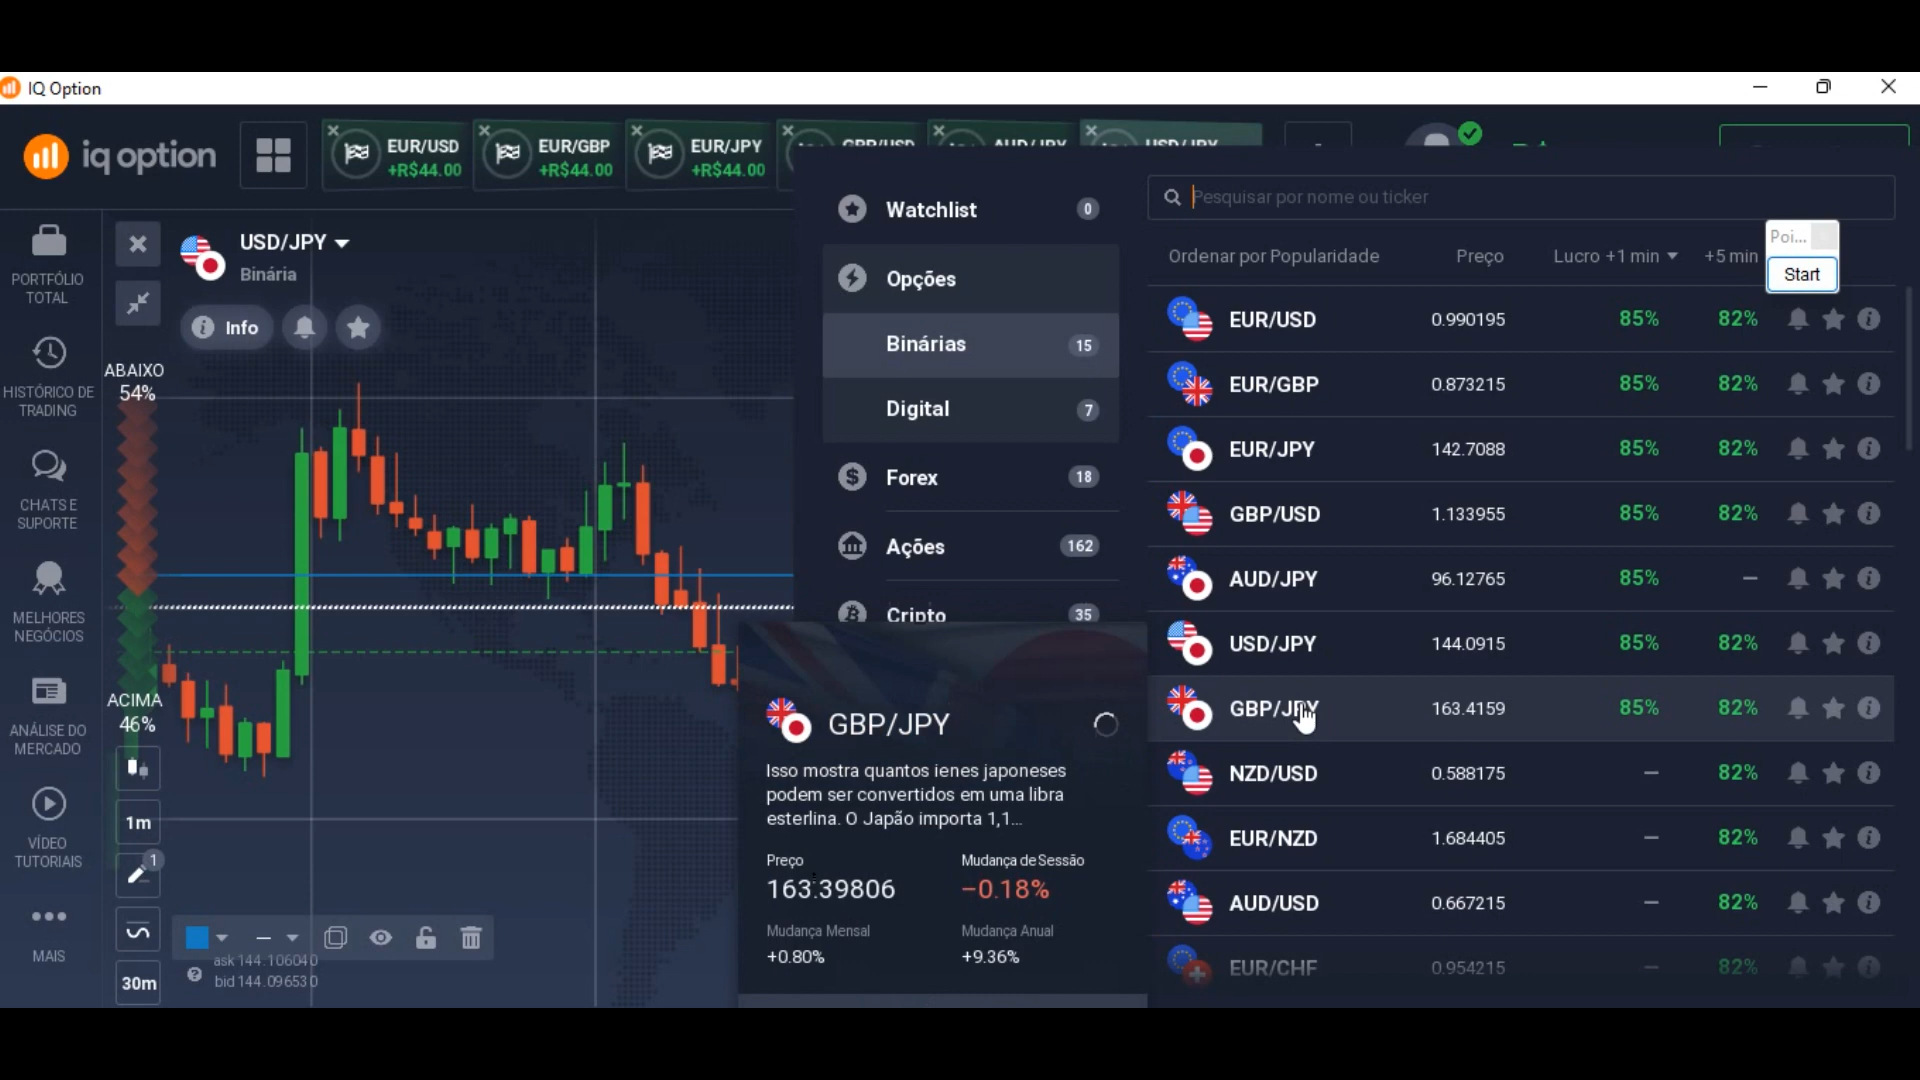 IQ Option
iq option
EUR/USD
+R$44.00
EUR/GBP
+R$44.00
EUR/JPY
+R$44.00
GBP/USD
AUD/JPY
USD/JPY
PORTFÓLIO
TOTAL
HISTÓRICO DE
TRADING
CHATS E
SUPORTE
MELHORES
NEGÓCIOS
ANÁLISE DO
MERCADO
VÍDEO
TUTORIAIS
MAIS
USD/JPY
Binária
Info
ABAIXO
54%
ACIMA
46%
1m
1
30m
ask 144.106040
bid 144.096530
Watchlist 0
Opções
Binárias 15
Digital 7
Forex 18
Ações 162
Cripto 35
GBP/JPY
Isso mostra quantos ienes japoneses
podem ser convertidos em uma libra
esterlina. O Japão importa 1,1...
Preço Mudança de Sessão
163.39806 −0.18%
Mudança Mensal Mudança Anual
+0.80% +9.36%
Pesquisar por nome ou ticker
Poi...
Start
Ordenar por Popularidade Preço Lucro +1 min +5 min
EUR/USD 0.990195 85% 82%
EUR/GBP 0.873215 85% 82%
EUR/JPY 142.7088 85% 82%
GBP/USD 1.133955 85% 82%
AUD/JPY 96.12765 85% –
USD/JPY 144.0915 85% 82%
GBP/JPY 163.4159 85% 82%
NZD/USD 0.588175 – 82%
EUR/NZD 1.684405 – 82%
AUD/USD 0.667215 – 82%
EUR/CHF 0.954215 – 82%